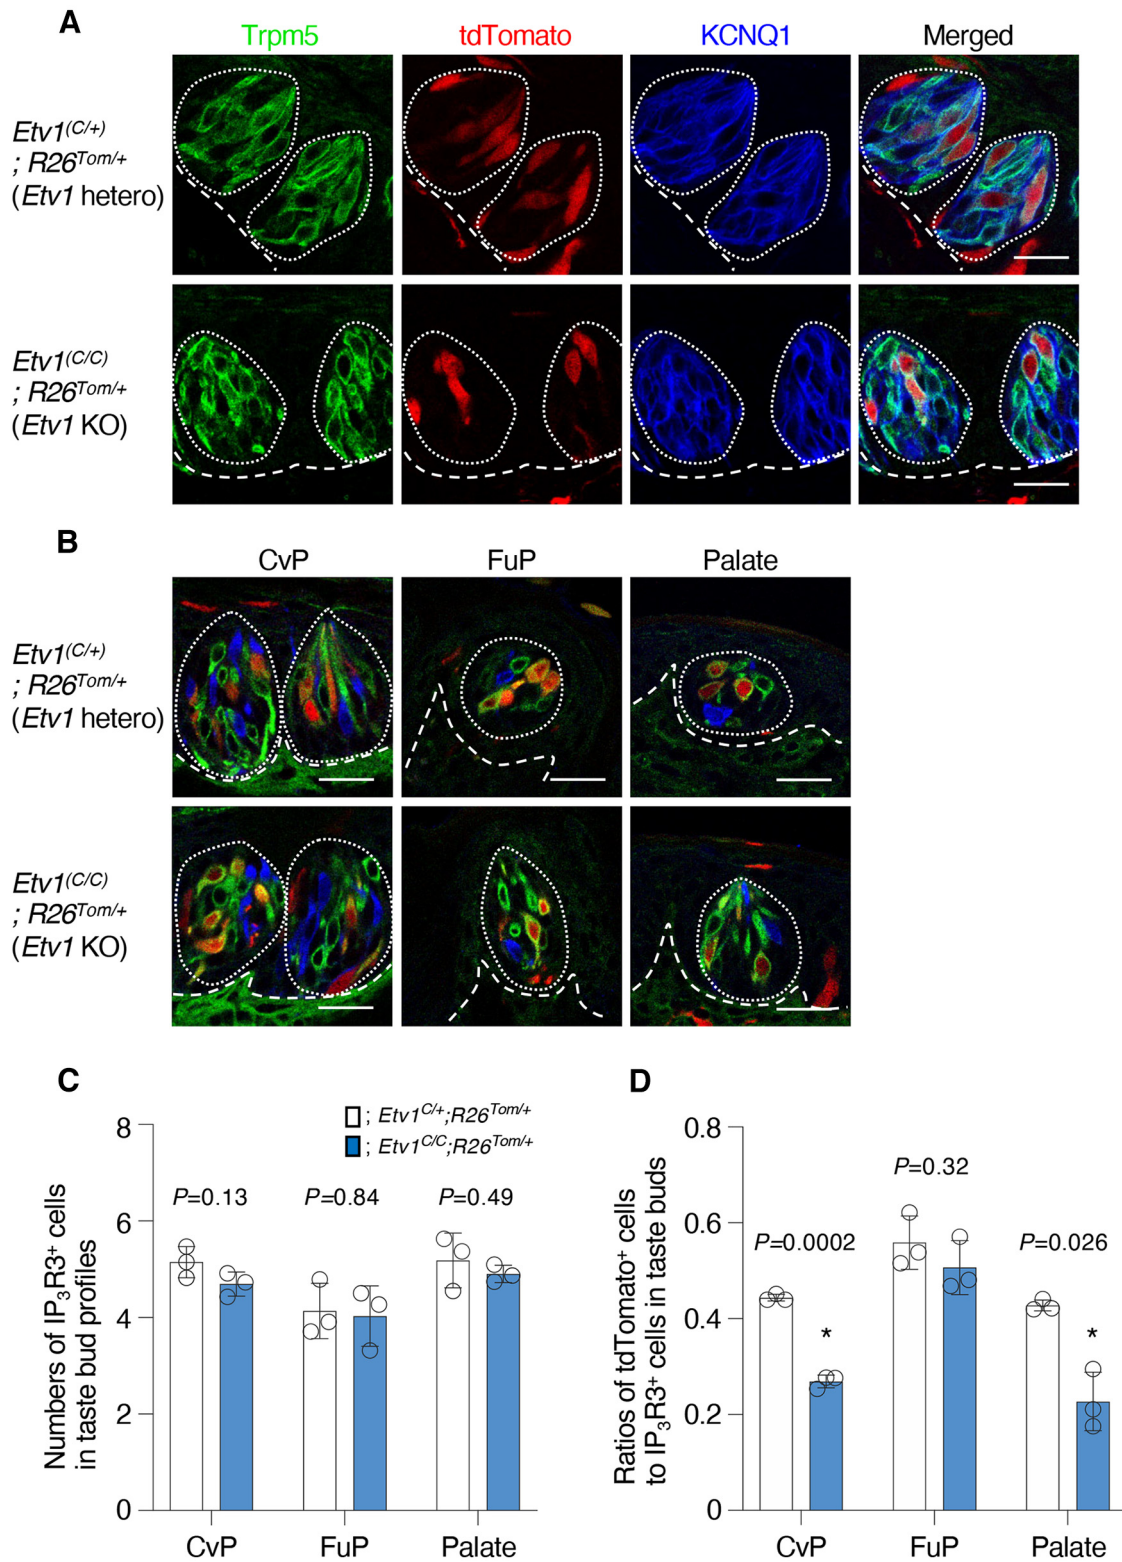 A
Trpm5 tdTomato KCNQ1 Merged
Etv1(C/+)
; R26Tom/+
(Etv1 hetero)
Etv1(C/C)
; R26Tom/+
(Etv1 KO)
B
CvP FuP Palate
Etv1(C/+)
; R26Tom/+
(Etv1 hetero)
Etv1(C/C)
; R26Tom/+
(Etv1 KO)
C
; Etv1C/+;R26Tom/+
; Etv1C/C;R26Tom/+
Numbers of IP3R3+ cells
in taste bud profiles
8
6
4
2
0
P=0.13 P=0.84 P=0.49
CvP FuP Palate
D
Ratios of tdTomato+ cells
to IP3R3+ cells in taste buds
0.8
0.6
0.4
0.2
0
P=0.32
P=0.0002 P=0.026
* *
CvP FuP Palate